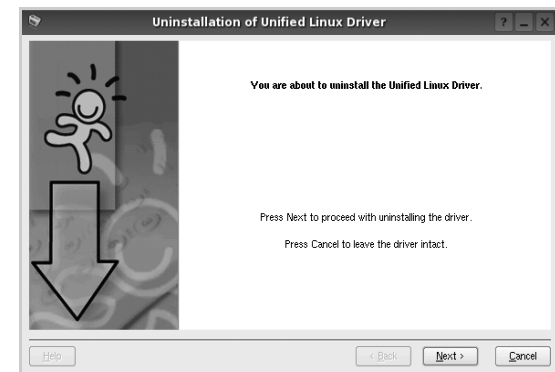 Uninstallation of Unified Linux Driver
You are about to uninstall the Unified Linux Driver.
Press Next to proceed with uninstalling the driver.
Press Cancel to leave the driver intact.
Help
< Back
Next >
Cancel